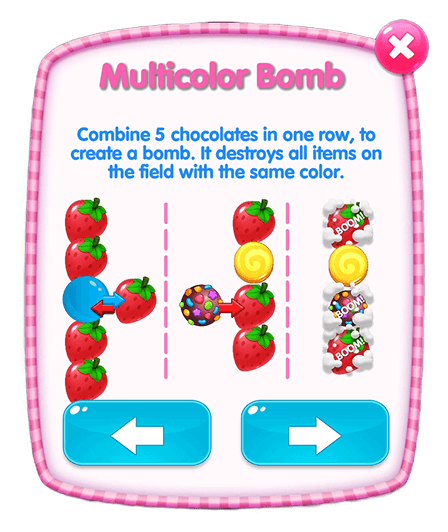 Multicolor Bomb
Combine 5 chocolates in one row, to
create a bomb. It destroys all items on
the field with the same color.
BOOM!
BOOM!
BOOM!